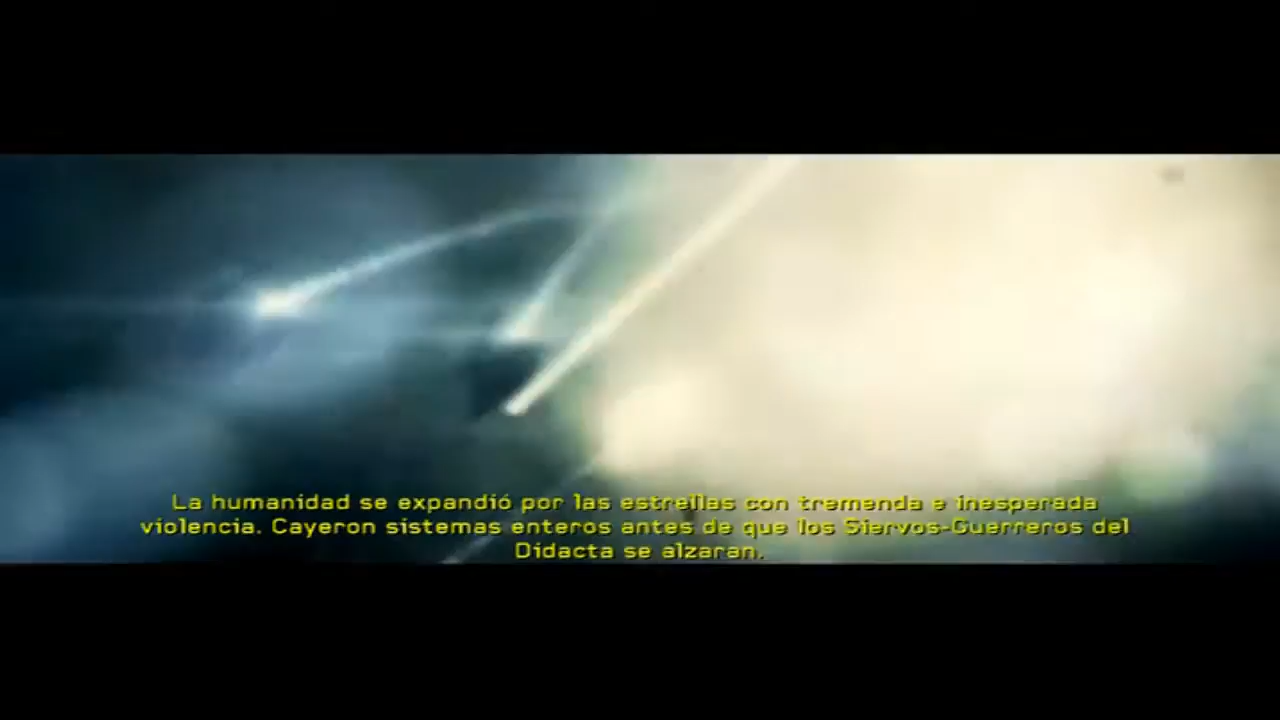 La humanidad se expandió por las estrellas con tremenda e inesperada
violencia. Cayeron sistemas enteros antes de que los Siervos-Guerreros del
Didacta se alzaran.